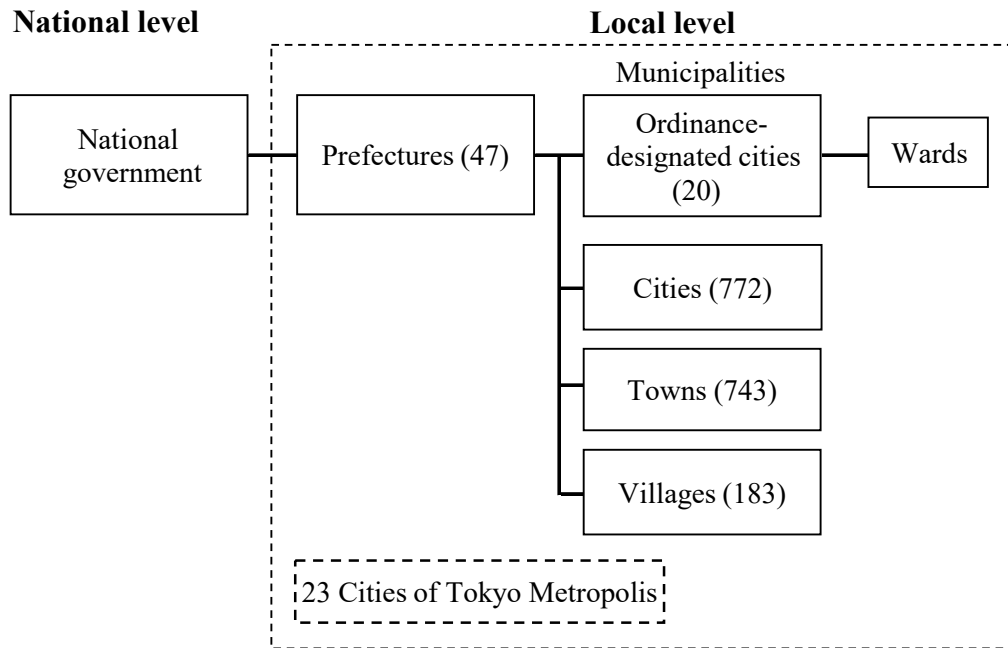 National level
Local level
Municipalities
National
government
Prefectures (47)
Ordinance-
designated cities
(20)
Wards
Cities (772)
Towns (743)
Villages (183)
23 Cities of Tokyo Metropolis